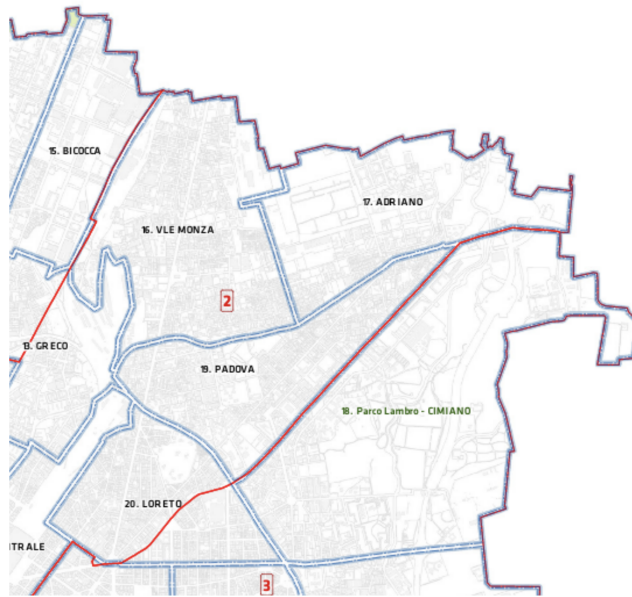 15. BICOCCA
17. ADRIANO
16. VLE MONZA
2
13. GRECO
19. PADOVA
18. Parco Lambro - CIMIANO
20. LORETO
NTRALE
3